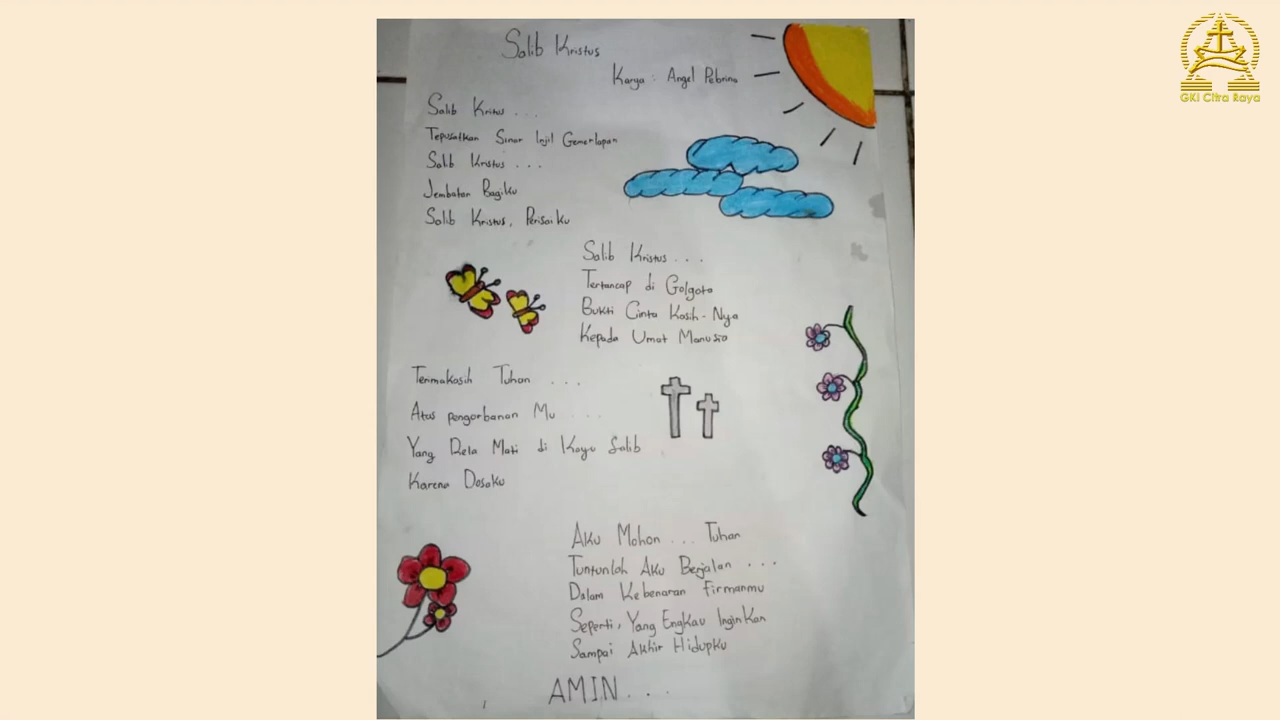 Salib Kristus
Karya : Angel Pebrina
GKI Citra Raya
Salib Kritus . . .
Tepusatkan Sinar Injil Gemerlapan
Salib Kristus . . .
Jembatan Bagiku
Salib Kristus, Perisaiku
Salib Kristus . . .
Tertancap di Golgota
Bukti Cinta Kasih-Nya
Kepada Umat Manusia
Terimakasih Tuhan . . .
Atas pengorbanan Mu . . .
Yang Rela Mati di Kayu Salib
Karena Dosaku
Aku Mohon . . . Tuhan
Tuntunlah Aku Berjalan . . .
Dalam Kebenaran Firmanmu
Seperti, Yang Engkau Inginkan
Sampai Akhir Hidupku
AMIN . . .